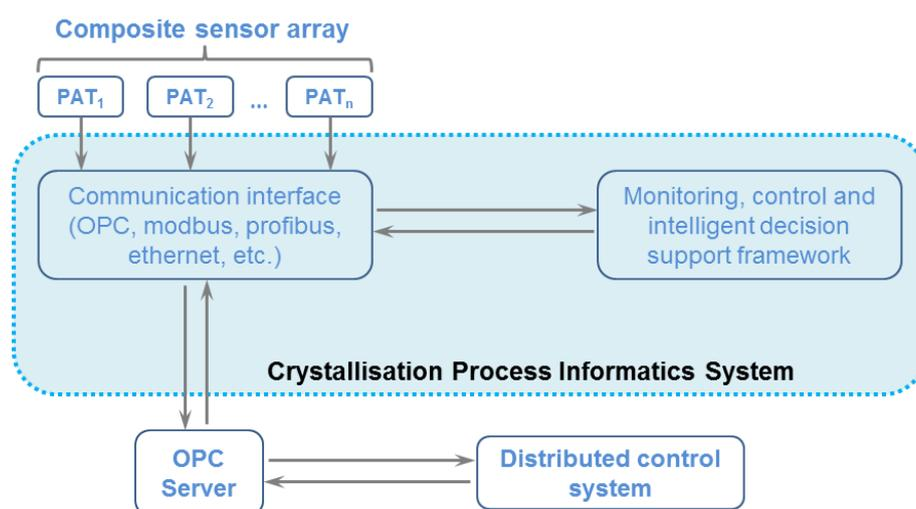 Composite sensor array
PAT₁
PAT₂
...
PATₙ
Communication interface
(OPC, modbus, profibus,
ethernet, etc.)
Monitoring, control and
intelligent decision
support framework
Crystallisation Process Informatics System
OPC
Server
Distributed control
system